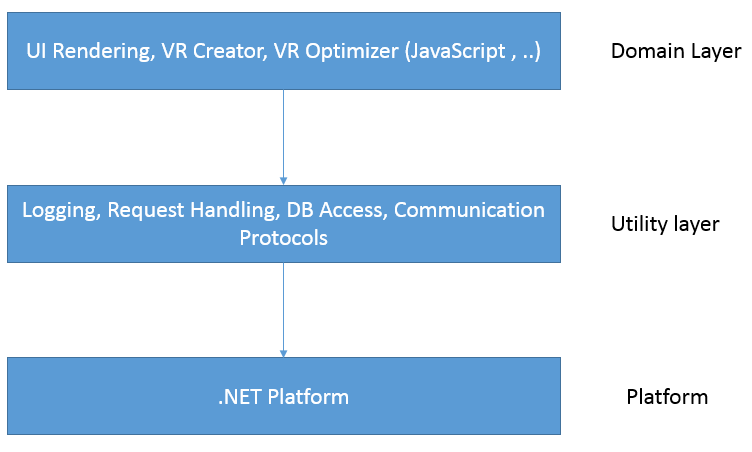 UI Rendering, VR Creator, VR Optimizer (JavaScript , ..)
Domain Layer
Logging, Request Handling, DB Access, Communication
Protocols
Utility layer
.NET Platform
Platform